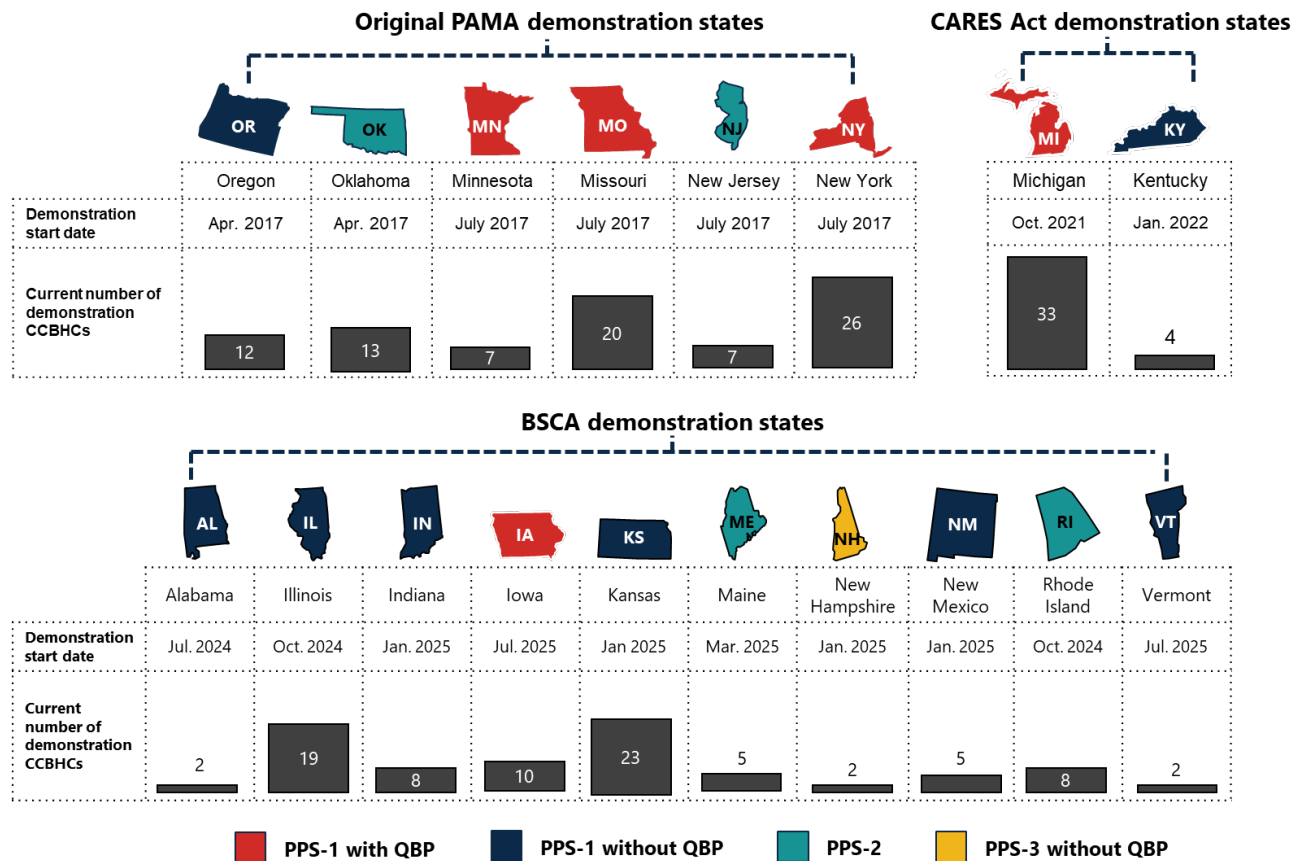 Original PAMA demonstration states
CARES Act demonstration states
OR
OK
MN
MO
NJ
NY
MI
KY
Oregon
Oklahoma
Minnesota
Missouri
New Jersey
New York
Michigan
Kentucky
Demonstration
start date
Apr. 2017
Apr. 2017
July 2017
July 2017
July 2017
July 2017
Oct. 2021
Jan. 2022
Current number of
demonstration
CCBHCs
12
13
7
20
7
26
33
4
BSCA demonstration states
AL
IL
IN
IA
KS
ME
NH
NM
RI
VT
Alabama
Illinois
Indiana
Iowa
Kansas
Maine
New
Hampshire
New
Mexico
Rhode
Island
Vermont
Demonstration
start date
Jul. 2024
Oct. 2024
Jan. 2025
Jul. 2025
Jan 2025
Mar. 2025
Jan. 2025
Jan. 2025
Oct. 2024
Jul. 2025
Current
number of
demonstration
CCBHCs
2
19
8
10
23
5
2
5
8
2
PPS-1 with QBP
PPS-1 without QBP
PPS-2
PPS-3 without QBP